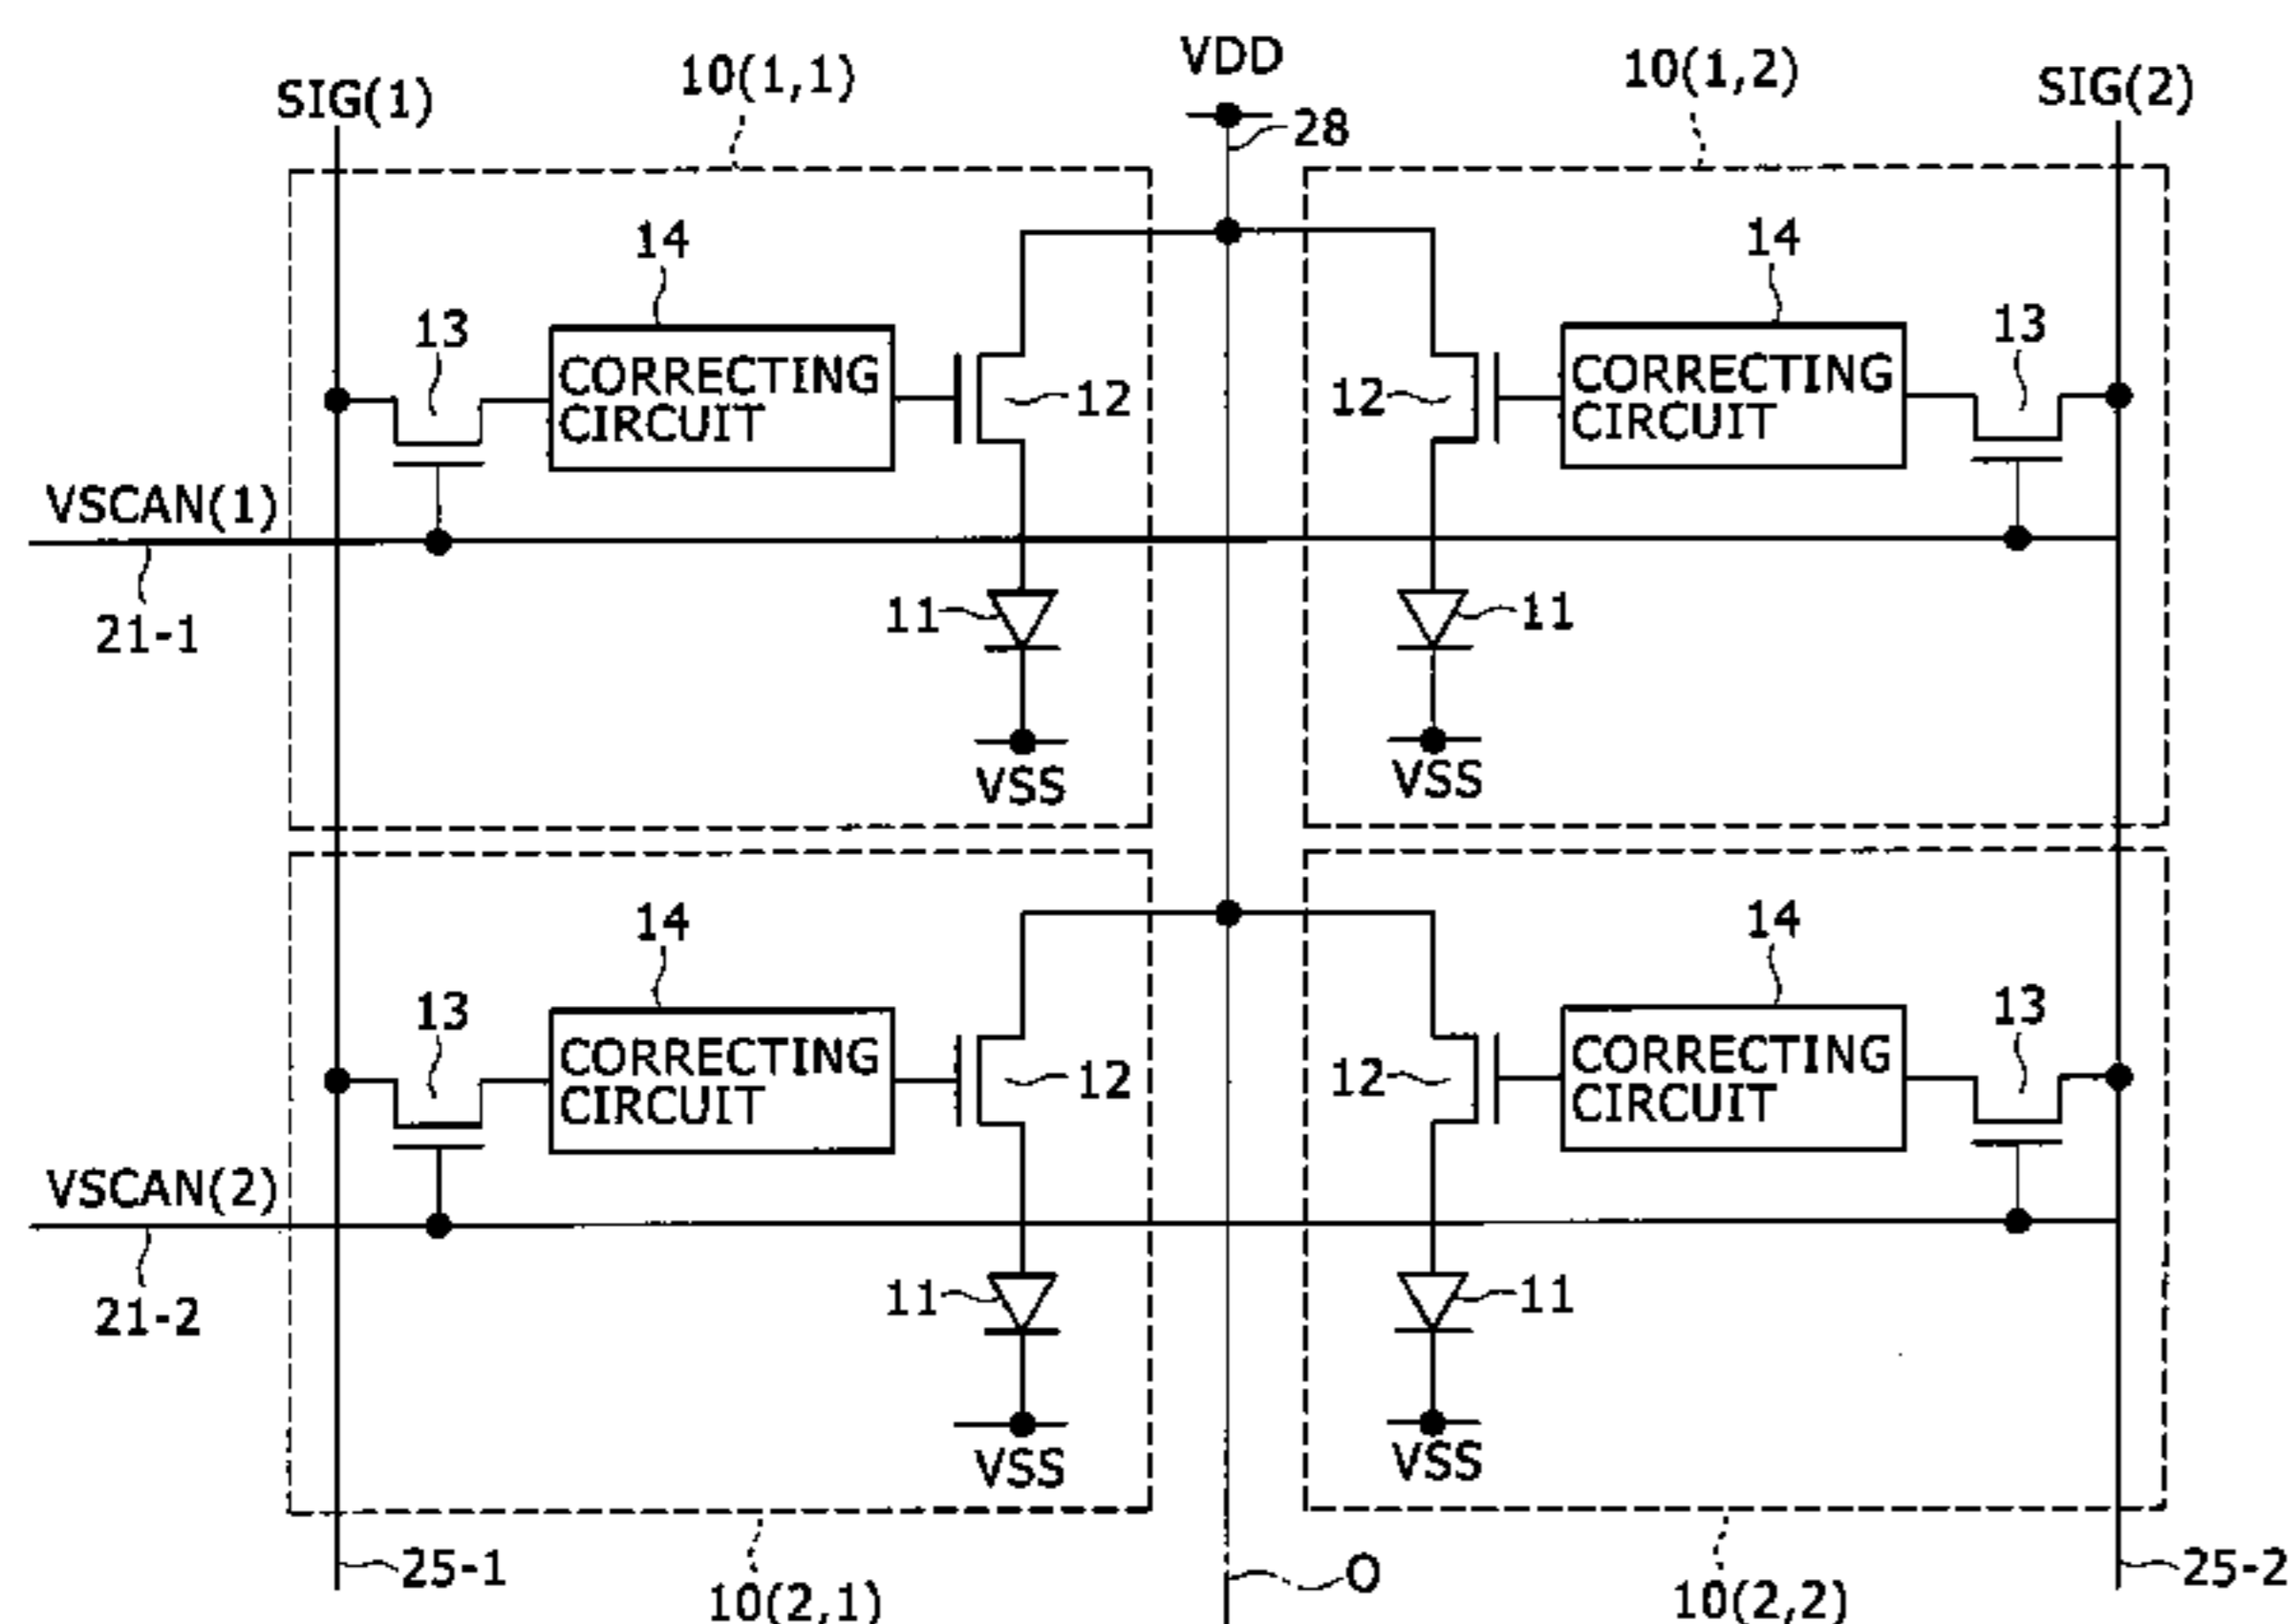 SIG(1)
10(1,1)
VDD
28
10(1,2)
SIG(2)
14
14
13
13
CORRECTING
CIRCUIT
12
12
CORRECTING
CIRCUIT
VSCAN(1)
21-1
11
11
VSS
VSS
14
14
13
13
CORRECTING
CIRCUIT
12
12
CORRECTING
CIRCUIT
VSCAN(2)
21-2
11
11
VSS
VSS
25-1
10(2,1)
O
10(2,2)
25-2